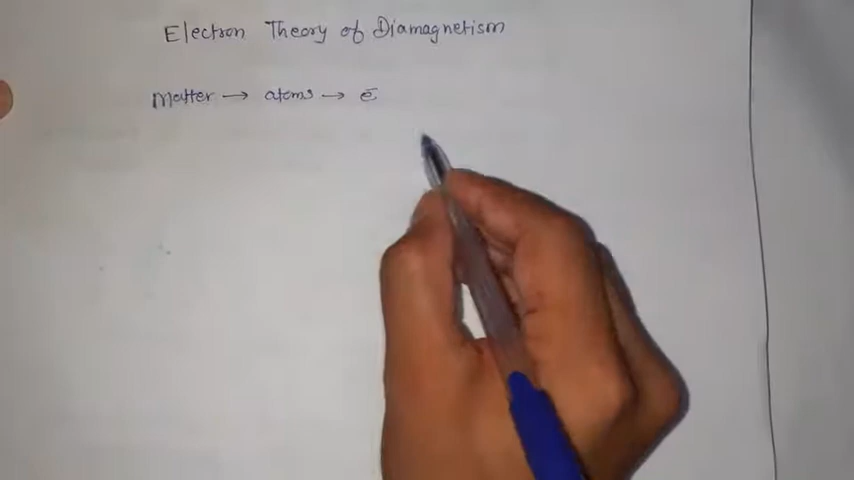 Electron Theory of Diamagnetism
Matter → atoms → ē